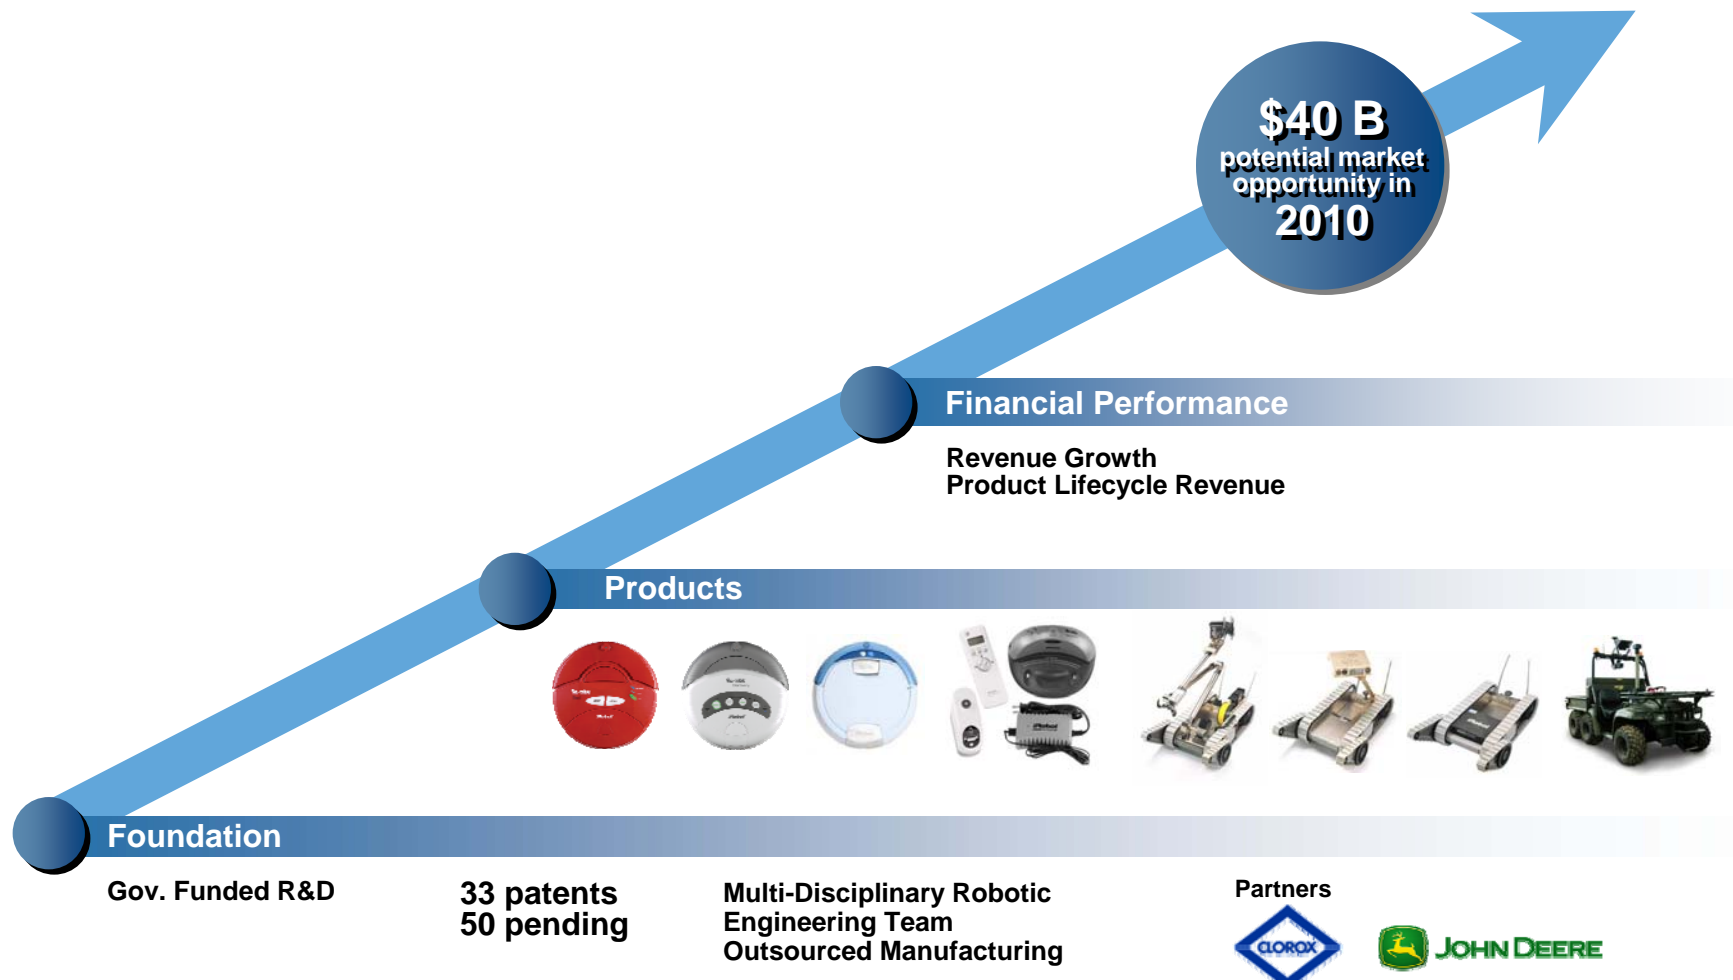 $40 B
potential market
opportunity in
2010
Financial Performance
Revenue Growth
Product Lifecycle Revenue
Products
Foundation
Gov. Funded R&D
33 patents
50 pending
Multi-Disciplinary Robotic
Engineering Team
Outsourced Manufacturing
Partners
CLOROX
JOHN DEERE